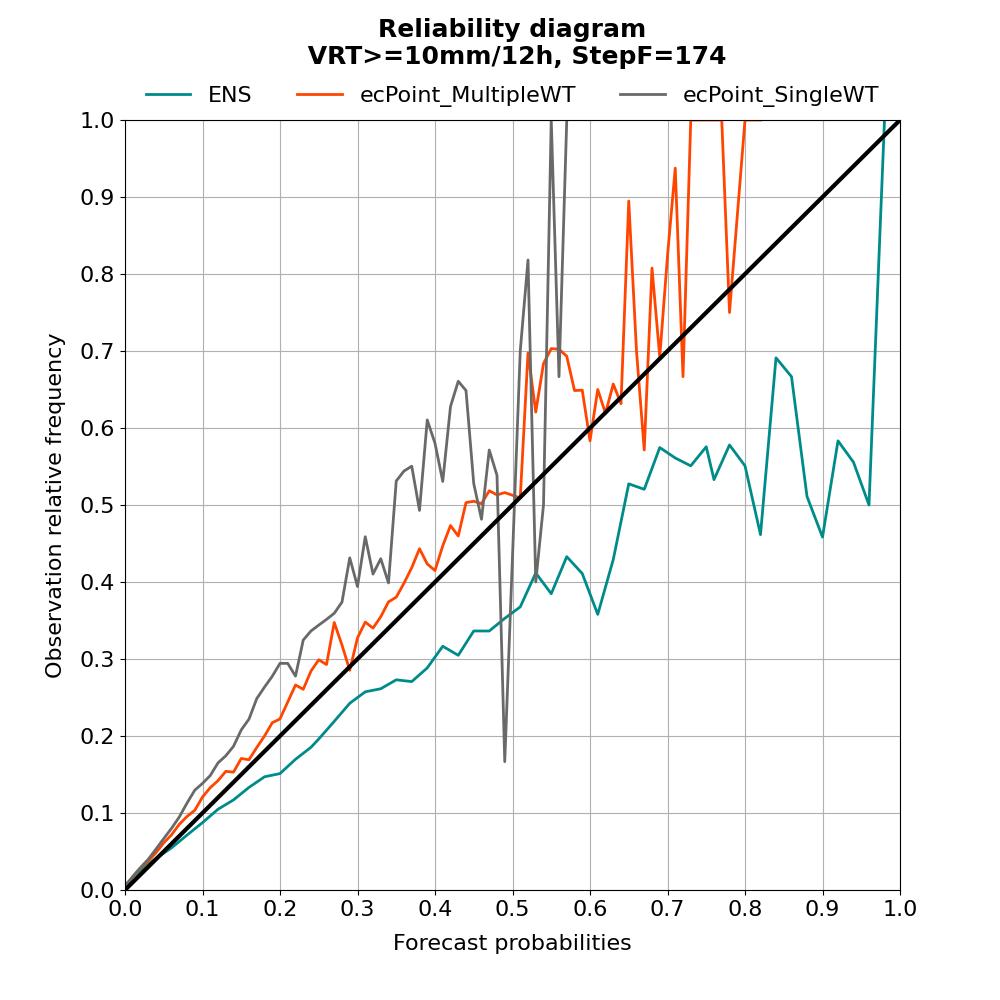 Reliability diagram
VRT>=10mm/12h, StepF=174
ENS ecPoint_MultipleWT ecPoint_SingleWT
1.0
0.9
0.8
0.7
0.6
0.5
0.4
0.3
0.2
0.1
0.0
Observation relative frequency
0.0 0.1 0.2 0.3 0.4 0.5 0.6 0.7 0.8 0.9 1.0
Forecast probabilities